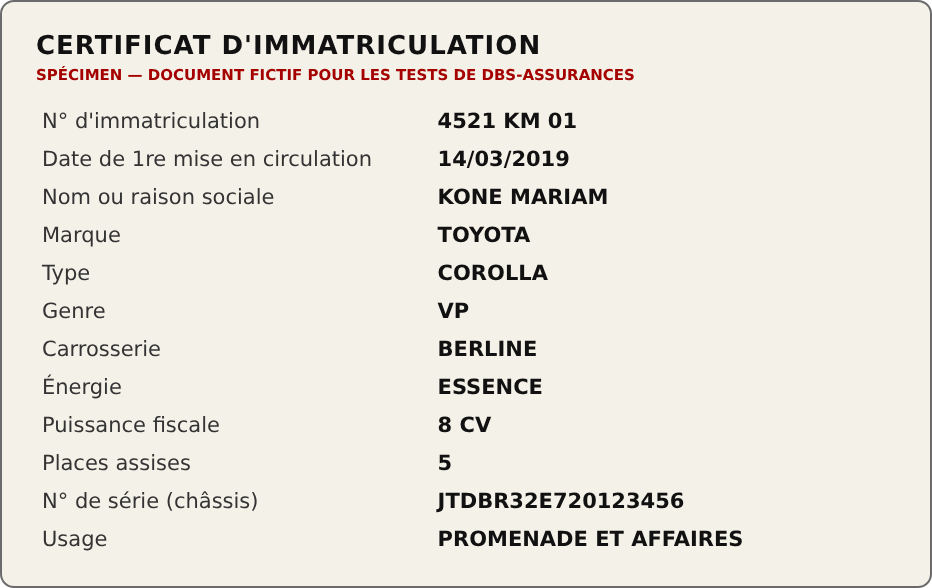 CERTIFICAT D'IMMATRICULATION
SPÉCIMEN — DOCUMENT FICTIF POUR LES TESTS DE DBS-ASSURANCES
N° d'immatriculation 4521 KM 01
Date de 1re mise en circulation 14/03/2019
Nom ou raison sociale KONE MARIAM
Marque TOYOTA
Type COROLLA
Genre VP
Carrosserie BERLINE
Énergie ESSENCE
Puissance fiscale 8 CV
Places assises 5
N° de série (châssis) JTDBR32E720123456
Usage PROMENADE ET AFFAIRES